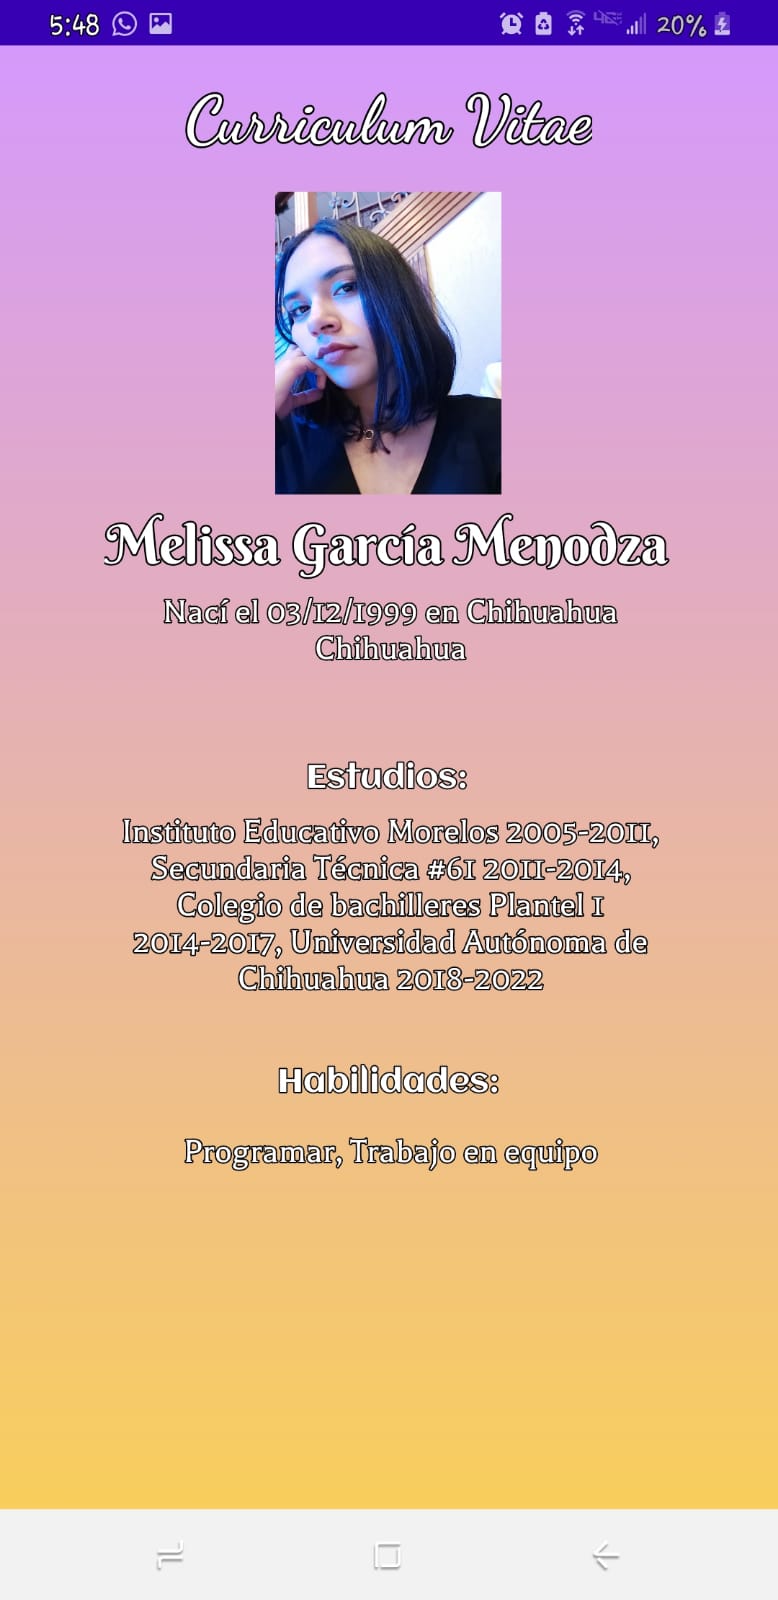 5:48
4G 20%
Curriculum Vitae
Melissa García Menodza
Nací el 03/12/1999 en Chihuahua
Chihuahua
Estudios:
Instituto Educativo Morelos 2005-2011,
Secundaria Técnica #61 2011-2014,
Colegio de bachilleres Plantel 1
2014-2017, Universidad Autónoma de
Chihuahua 2018-2022
Habilidades:
Programar, Trabajo en equipo